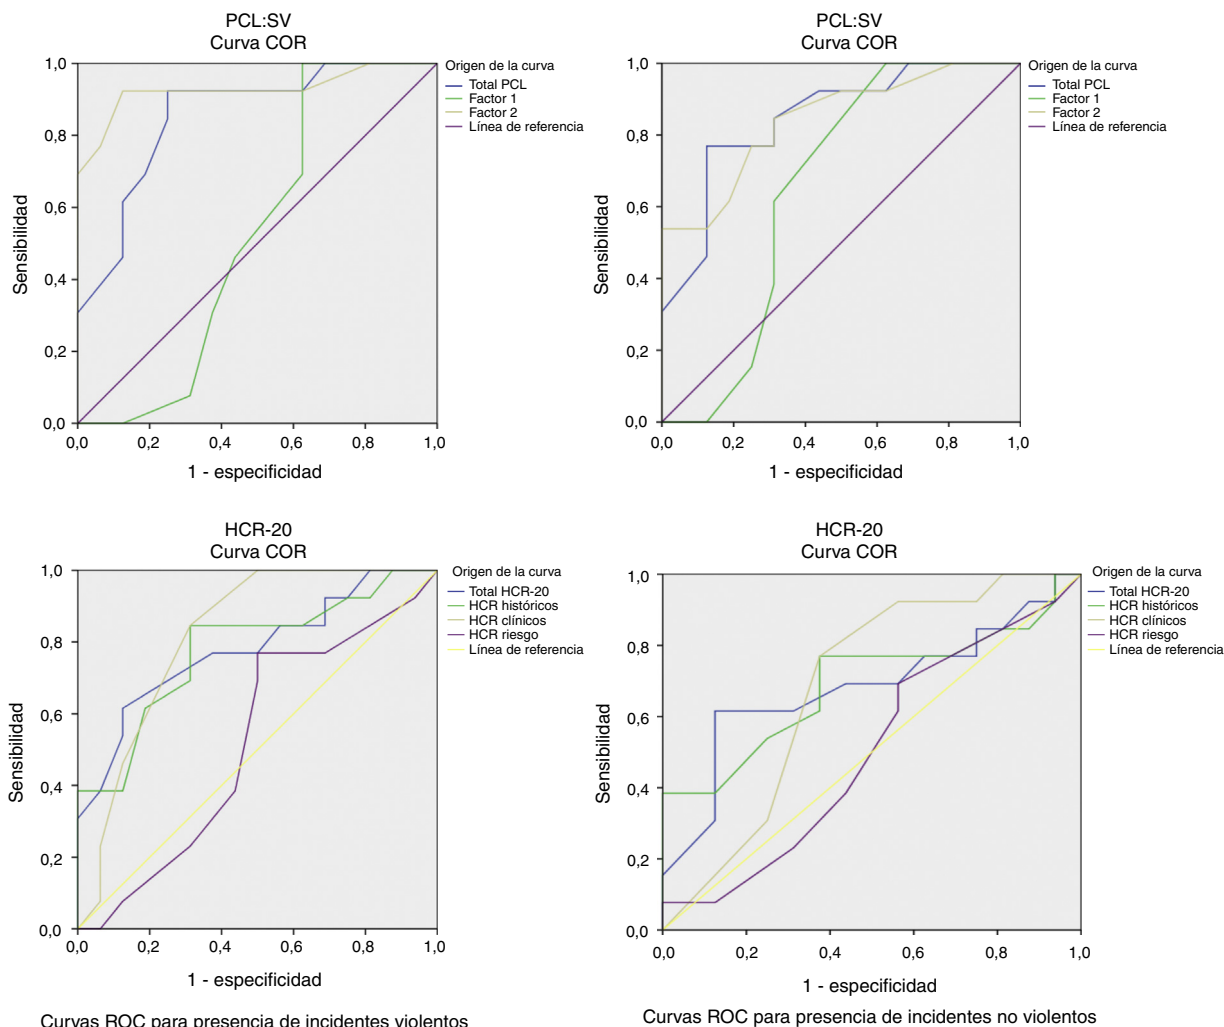 PCL:SV
Curva COR
Origen de la curva
Total PCL
Factor 1
Factor 2
Línea de referencia
Sensibilidad
1,0
0,8
0,6
0,4
0,2
0,0
0,0 0,2 0,4 0,6 0,8 1,0
1 - especificidad
PCL:SV
Curva COR
Origen de la curva
Total PCL
Factor 1
Factor 2
Línea de referencia
Sensibilidad
1,0
0,8
0,6
0,4
0,2
0,0
0,0 0,2 0,4 0,6 0,8 1,0
1 - especificidad
HCR-20
Curva COR
Origen de la curva
Total HCR-20
HCR históricos
HCR clínicos
HCR riesgo
Línea de referencia
Sensibilidad
1,0
0,8
0,6
0,4
0,2
0,0
0,0 0,2 0,4 0,6 0,8 1,0
1 - especificidad
Curvas ROC para presencia de incidentes violentos
HCR-20
Curva COR
Origen de la curva
Total HCR-20
HCR históricos
HCR clínicos
HCR riesgo
Línea de referencia
Sensibilidad
1,0
0,8
0,6
0,4
0,2
0,0
0,0 0,2 0,4 0,6 0,8 1,0
1 - especificidad
Curvas ROC para presencia de incidentes no violentos